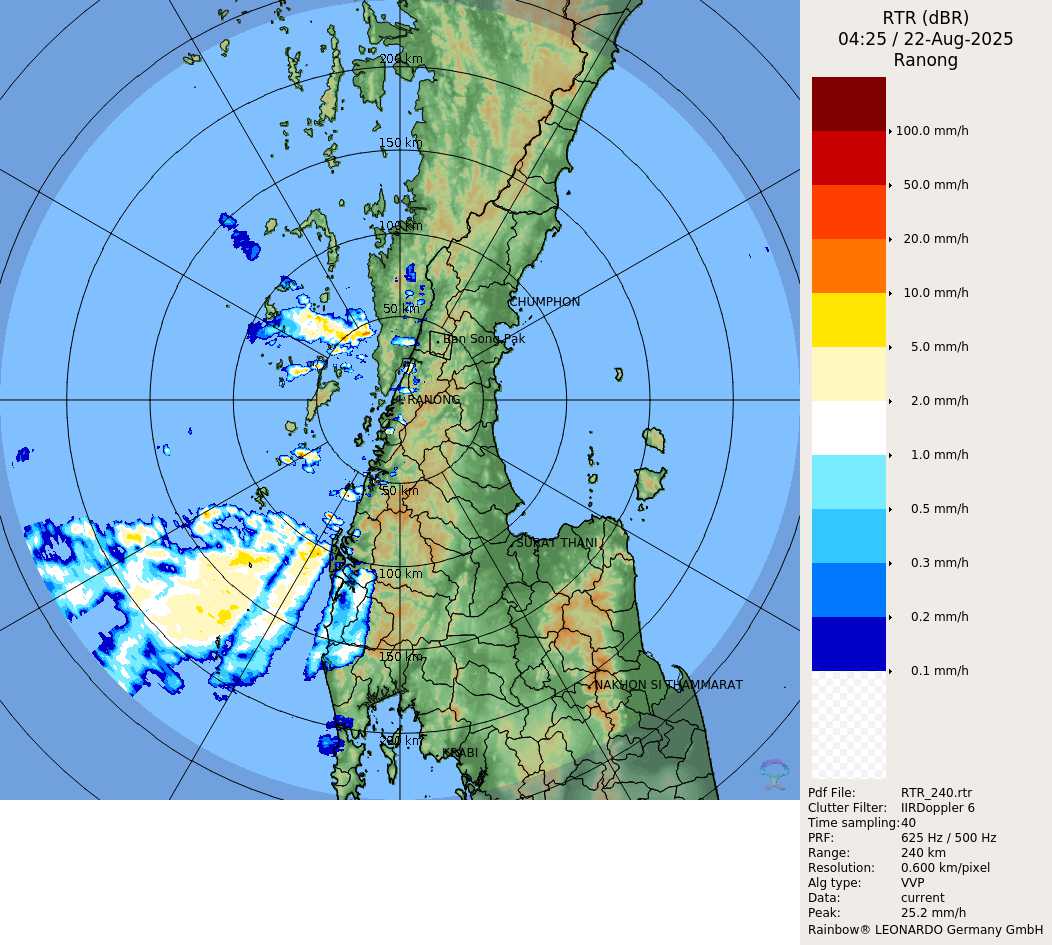 RTR (dBR)
04:25 / 22-Aug-2025
Ranong
100.0 mm/h
50.0 mm/h
20.0 mm/h
10.0 mm/h
5.0 mm/h
2.0 mm/h
1.0 mm/h
0.5 mm/h
0.3 mm/h
0.2 mm/h
0.1 mm/h
200 km
150 km
100 km
50 km
CHUMPHON
Ban Song Pak
RANONG
50 km
SURAT THANI
100 km
150 km
NAKHON SI THAMMARAT
200 km
KRABI
Pdf File: RTR_240.rtr
Clutter Filter: IIRDoppler 6
Time sampling:40
PRF: 625 Hz / 500 Hz
Range: 240 km
Resolution: 0.600 km/pixel
Alg type: VVP
Data: current
Peak: 25.2 mm/h
Rainbow® LEONARDO Germany GmbH